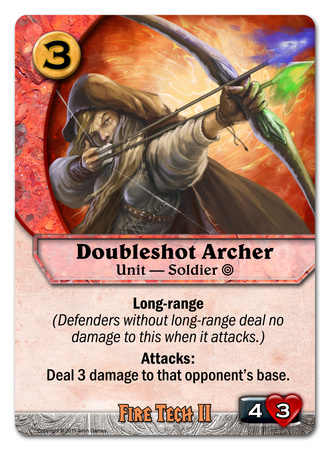 3
Doubleshot Archer
Unit — Soldier
Long-range
(Defenders without long-range deal no
damage to this when it attacks.)
Attacks:
Deal 3 damage to that opponent's base.
Fire Tech II
4 3